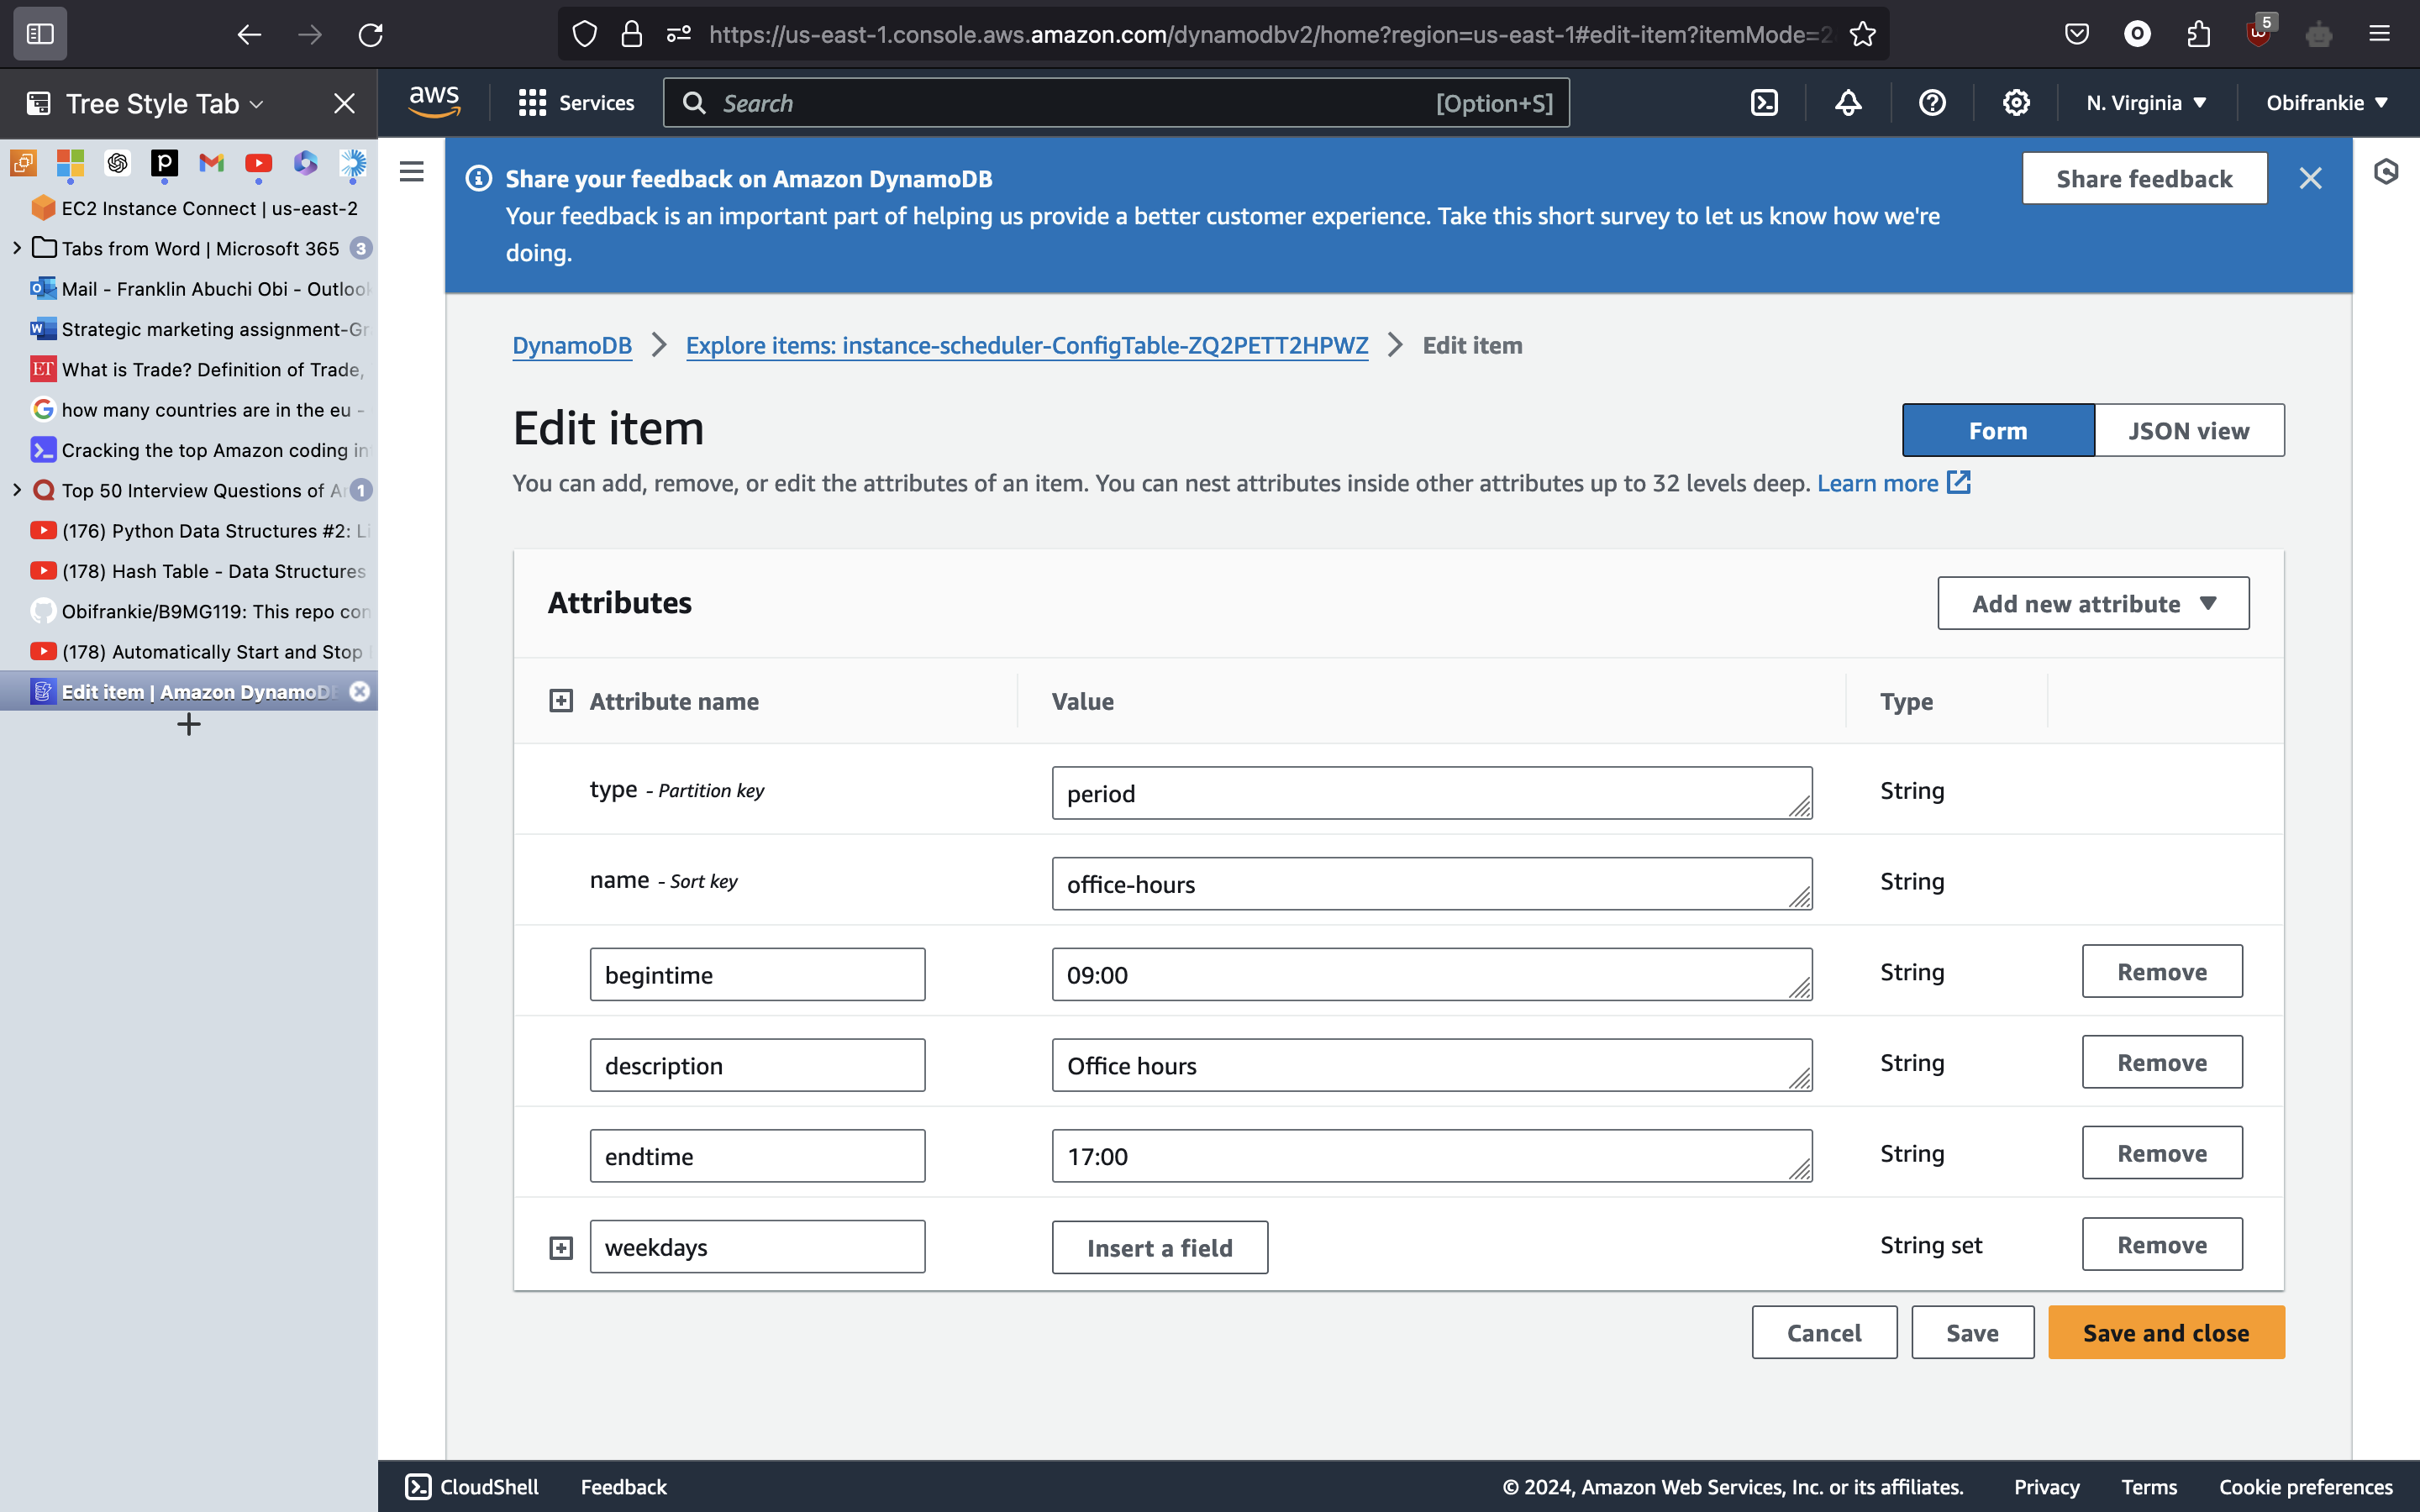 https://us-east-1.console.aws.amazon.com/dynamodbv2/home?region=us-east-1#edit-item?itemMode=2
5
Tree Style Tab
aws
Services
Search
[Option+S]
N. Virginia
Obifrankie
EC2 Instance Connect | us-east-2
Tabs from Word | Microsoft 365
3
Mail - Franklin Abuchi Obi - Outlook
Strategic marketing assignment-Gr
What is Trade? Definition of Trade,
how many countries are in the eu -
Cracking the top Amazon coding in
Top 50 Interview Questions of A
1
(176) Python Data Structures #2: Li
(178) Hash Table - Data Structures
Obifrankie/B9MG119: This repo con
(178) Automatically Start and Stop
Edit item | Amazon DynamoDB
Share your feedback on Amazon DynamoDB
Your feedback is an important part of helping us provide a better customer experience. Take this short survey to let us know how we're
doing.
Share feedback
DynamoDB
Explore items: instance-scheduler-ConfigTable-ZQ2PETT2HPWZ
Edit item
Edit item
Form
JSON view
You can add, remove, or edit the attributes of an item. You can nest attributes inside other attributes up to 32 levels deep. Learn more
Attributes
Add new attribute
Attribute name
Value
Type
type - Partition key
period
String
name - Sort key
office-hours
String
begintime
09:00
String
Remove
description
Office hours
String
Remove
endtime
17:00
String
Remove
weekdays
Insert a field
String set
Remove
Cancel
Save
Save and close
CloudShell
Feedback
© 2024, Amazon Web Services, Inc. or its affiliates.
Privacy
Terms
Cookie preferences